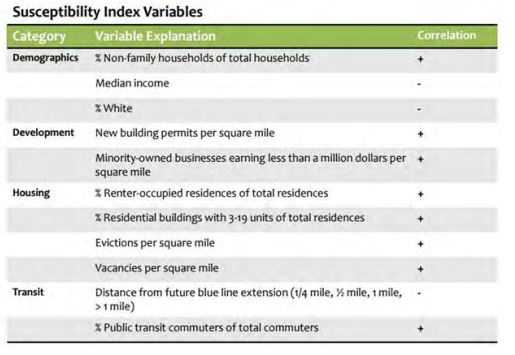 Susceptibility Index Variables
Category Variable Explanation Correlation
Demographics % Non-family households of total households +
Median income -
% White -
Development New building permits per square mile +
Minority-owned businesses earning less than a million dollars per +
square mile
Housing % Renter-occupied residences of total residences +
% Residential buildings with 3-19 units of total residences +
Evictions per square mile +
Vacancies per square mile +
Transit Distance from future blue line extension (1/4 mile, ½ mile, 1 mile, -
> 1 mile)
% Public transit commuters of total commuters +